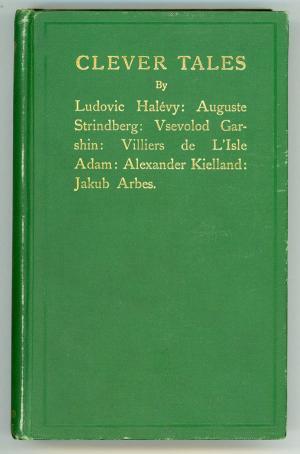 CLEVER TALES
By
Ludovic Halévy: Auguste
Strindberg: Vsevolod Gar-
shin: Villiers de L'Isle
Adam: Alexander Kielland:
Jakub Arbes.